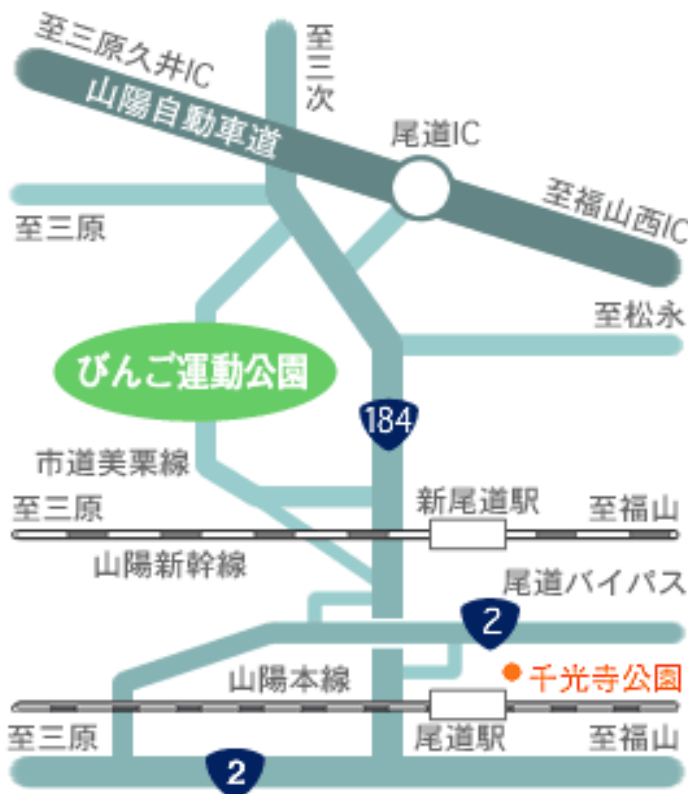 至三原久井IC
至三次
山陽自動車道
尾道IC
至福山西IC
至三原
至松永
びんご運動公園
184
市道美栗線
新尾道駅
至三原
至福山
山陽新幹線
尾道バイパス
2
山陽本線
千光寺公園
至三原
尾道駅
至福山
2